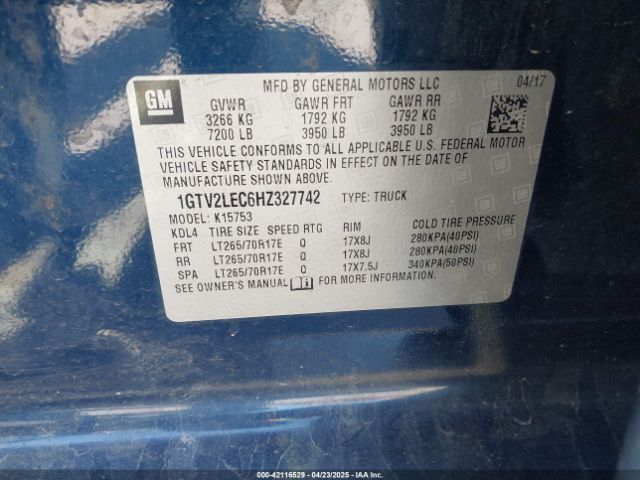 GM
MFD BY GENERAL MOTORS LLC 04/17
GVWR GAWR FRT GAWR RR
3266 KG 1792 KG 1792 KG
7200 LB 3950 LB 3950 LB
THIS VEHICLE CONFORMS TO ALL APPLICABLE U.S. FEDERAL MOTOR
VEHICLE SAFETY STANDARDS IN EFFECT ON THE DATE OF
MANUFACTURE SHOWN ABOVE.
1GTV2LEC6HZ327742 TYPE: TRUCK
MODEL: K15753
KDL4 TIRE SIZE SPEED RTG RIM COLD TIRE PRESSURE
FRT LT265/70R17E Q 17X8J 280KPA(40PSI)
RR LT265/70R17E Q 17X8J 280KPA(40PSI)
SPA LT265/70R17E Q 17X7.5J 340KPA(50PSI)
SEE OWNER'S MANUAL FOR MORE INFORMATION.
000-42116529 - 04/23/2025 - IAA Inc.